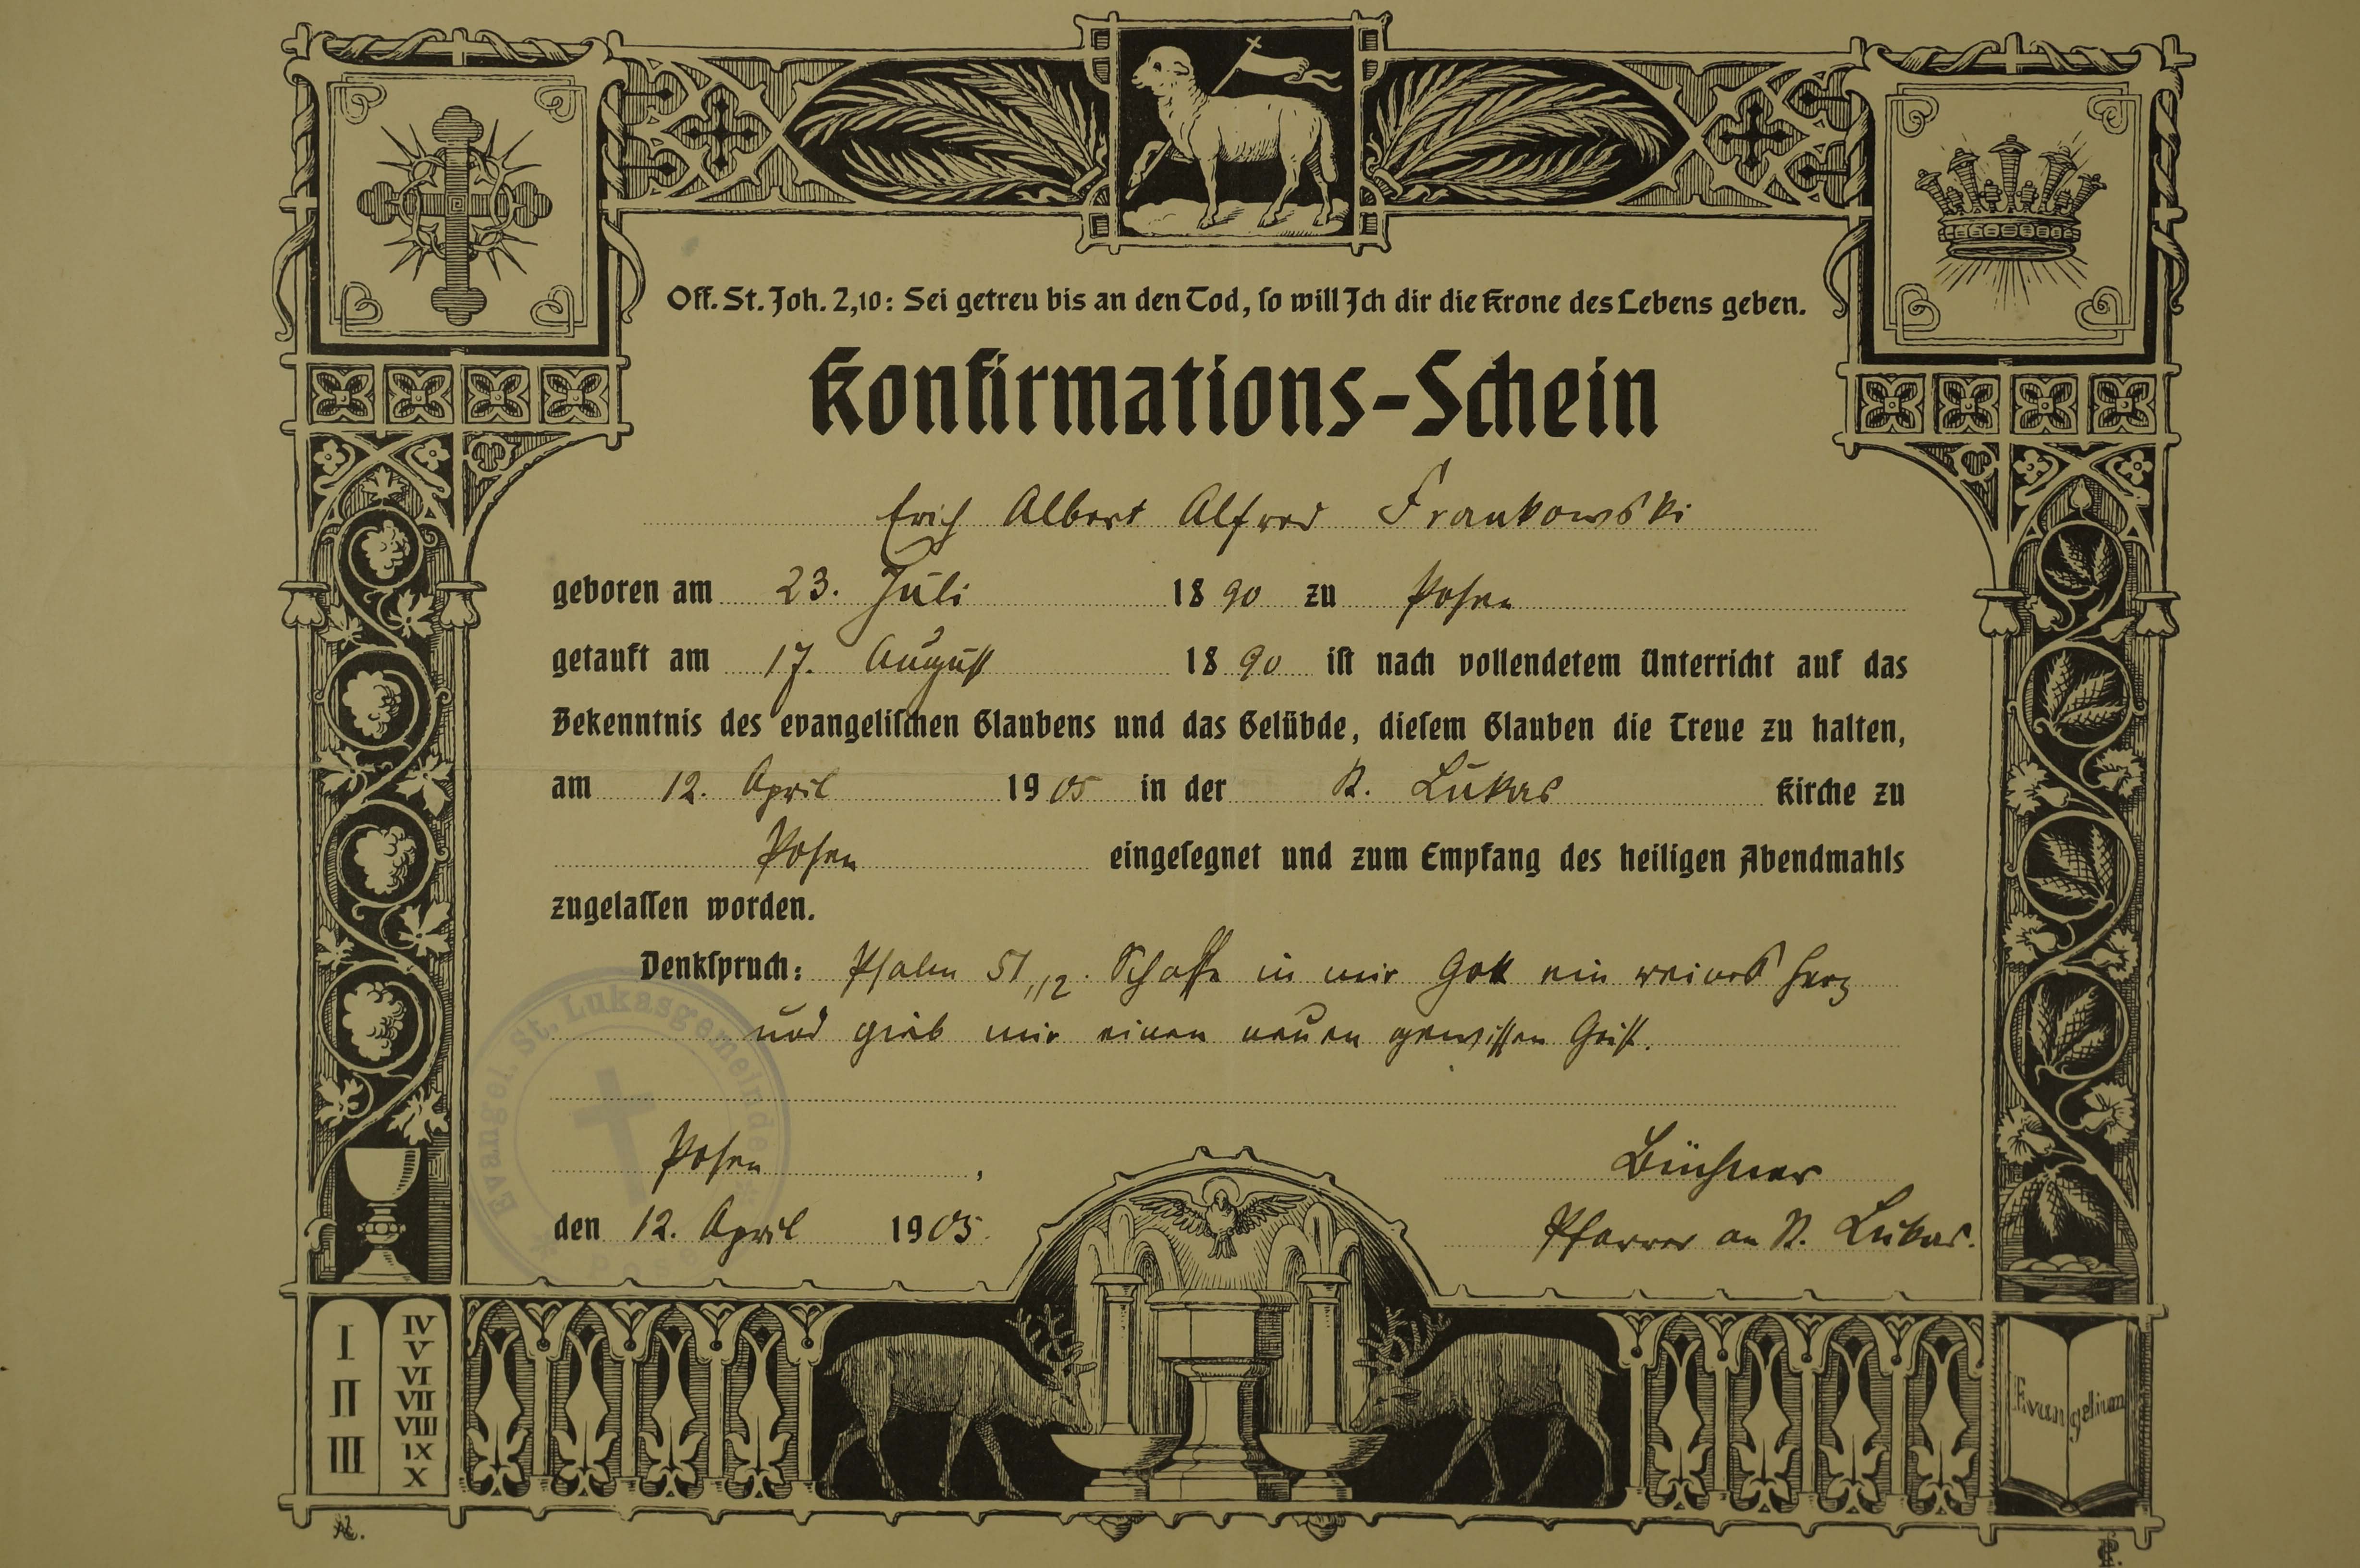 Off. St. Joh. 2,10: Sei getreu bis an den Tod, so will Ich dir die Krone des Lebens geben.
Konfirmations-Schein
Erich Albert Alfred Frankowski
geboren am 23. Juli 1890 zu Posen
getauft am 17. August 1890 ist nach vollendetem Unterricht auf das
Bekenntnis des evangelischen Glaubens und das Gelübde, diesem Glauben die Treue zu halten,
am 12. April 1905 in der St. Lukas Kirche zu
Posen eingesegnet und zum Empfang des heiligen Abendmahls
zugelassen worden.
Denkspruch: Psalm 51,12. Schaffe in mir Gott ein reines Herz
und gieb mir einen neuen gewissen Geist.
Evangel. St. Lukasgemeinde * Posen *
Posen,
Büchner
den 12. April 1905.
Pfarrer an St. Lukas.
I
II
III
IV
V
VI
VII
VIII
IX
X
Evangelium